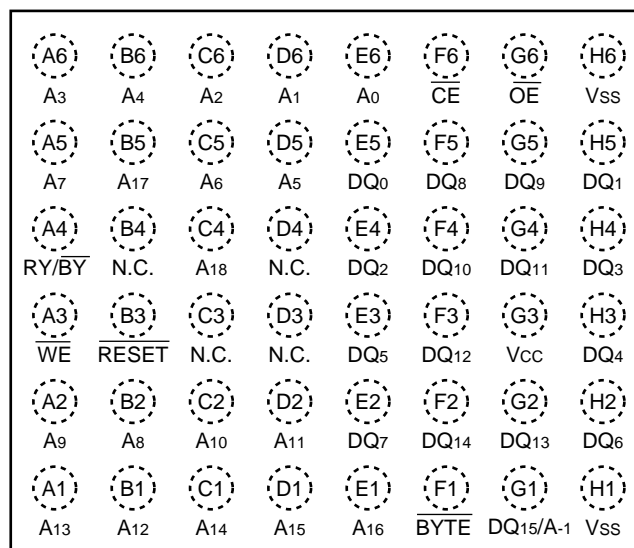 A6 B6 C6 D6 E6 F6 G6 H6
A3 A4 A2 A1 A0 CE OE VSS
A5 B5 C5 D5 E5 F5 G5 H5
A7 A17 A6 A5 DQ0 DQ8 DQ9 DQ1
A4 B4 C4 D4 E4 F4 G4 H4
RY/BY N.C. A18 N.C. DQ2 DQ10 DQ11 DQ3
A3 B3 C3 D3 E3 F3 G3 H3
WE RESET N.C. N.C. DQ5 DQ12 VCC DQ4
A2 B2 C2 D2 E2 F2 G2 H2
A9 A8 A10 A11 DQ7 DQ14 DQ13 DQ6
A1 B1 C1 D1 E1 F1 G1 H1
A13 A12 A14 A15 A16 BYTE DQ15/A-1 VSS